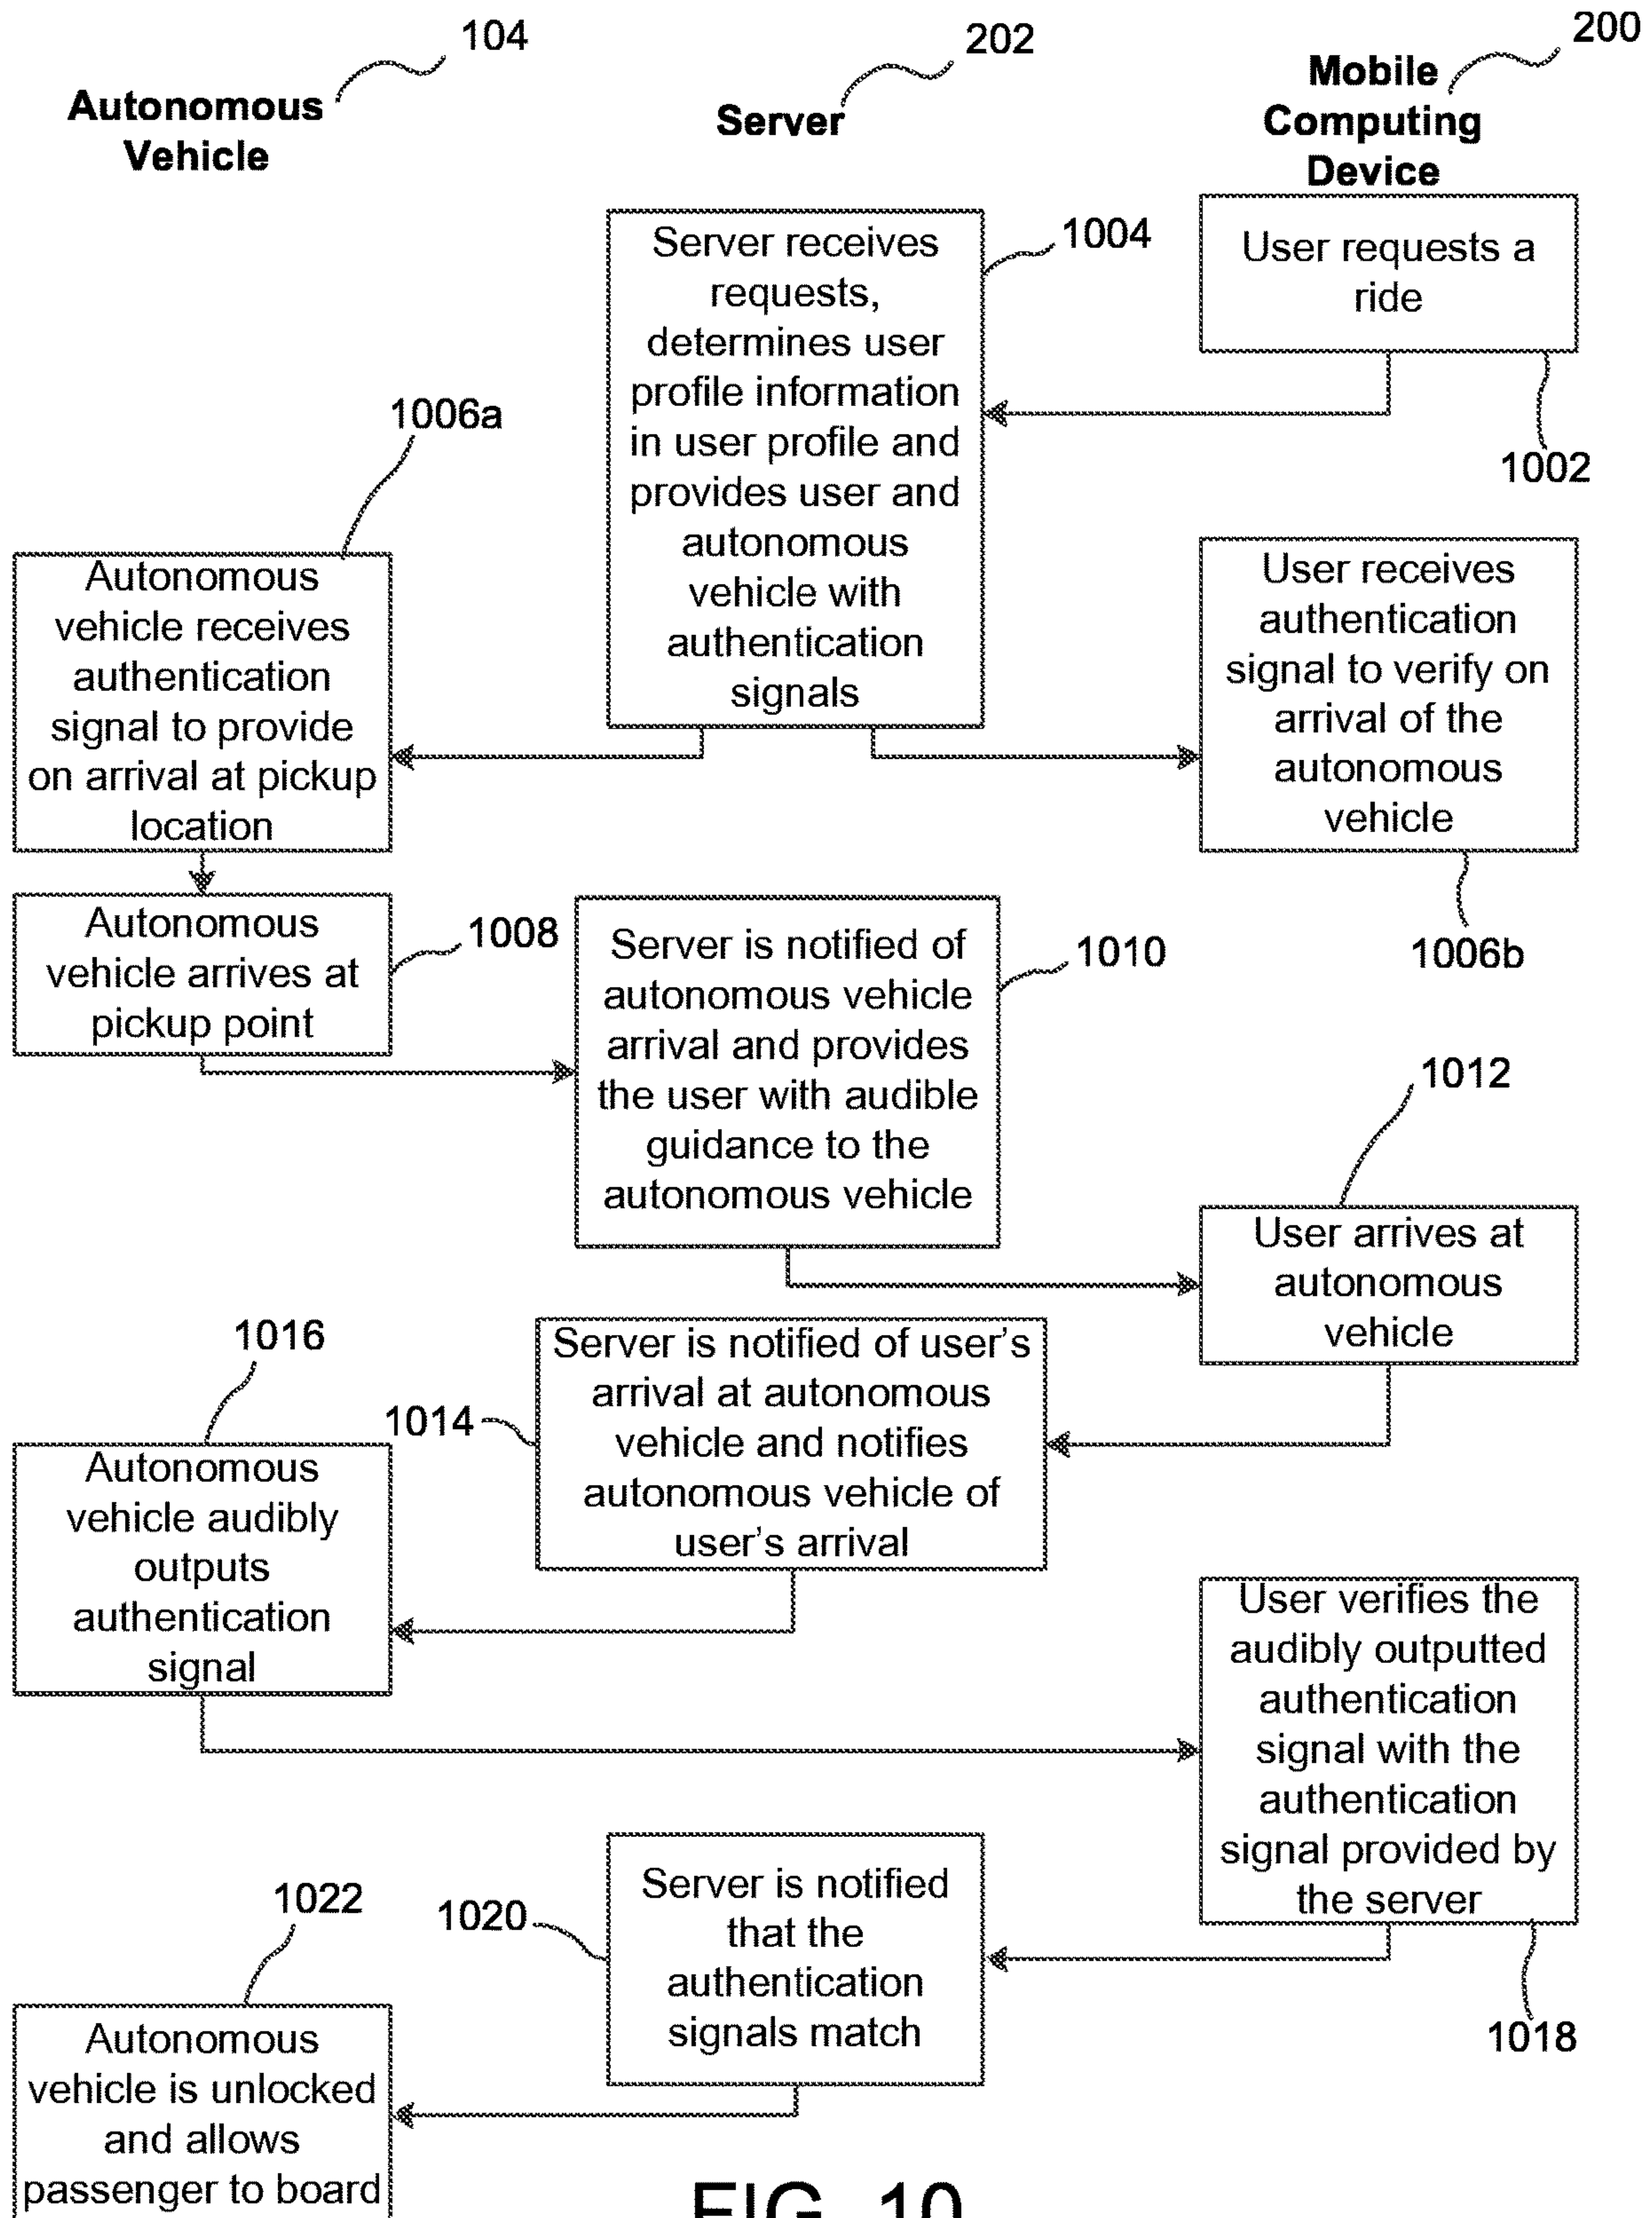 104
Autonomous
Vehicle
202
Server
200
Mobile
Computing
Device
User requests a
ride
1002
1004
Server receives
requests,
determines user
profile information
in user profile and
provides user and
autonomous
vehicle with
authentication
signals
1006a
Autonomous
vehicle receives
authentication
signal to provide
on arrival at pickup
location
User receives
authentication
signal to verify on
arrival of the
autonomous
vehicle
1006b
Autonomous
vehicle arrives at
pickup point
1008
Server is notified of
autonomous vehicle
arrival and provides
the user with audible
guidance to the
autonomous vehicle
1010
1012
User arrives at
autonomous
vehicle
1014
Server is notified of user's
arrival at autonomous
vehicle and notifies
autonomous vehicle of
user's arrival
1016
Autonomous
vehicle audibly
outputs
authentication
signal
User verifies the
audibly outputted
authentication
signal with the
authentication
signal provided by
the server
1018
1020
Server is notified
that the
authentication
signals match
1022
Autonomous
vehicle is unlocked
and allows
passenger to board
FIG. 10